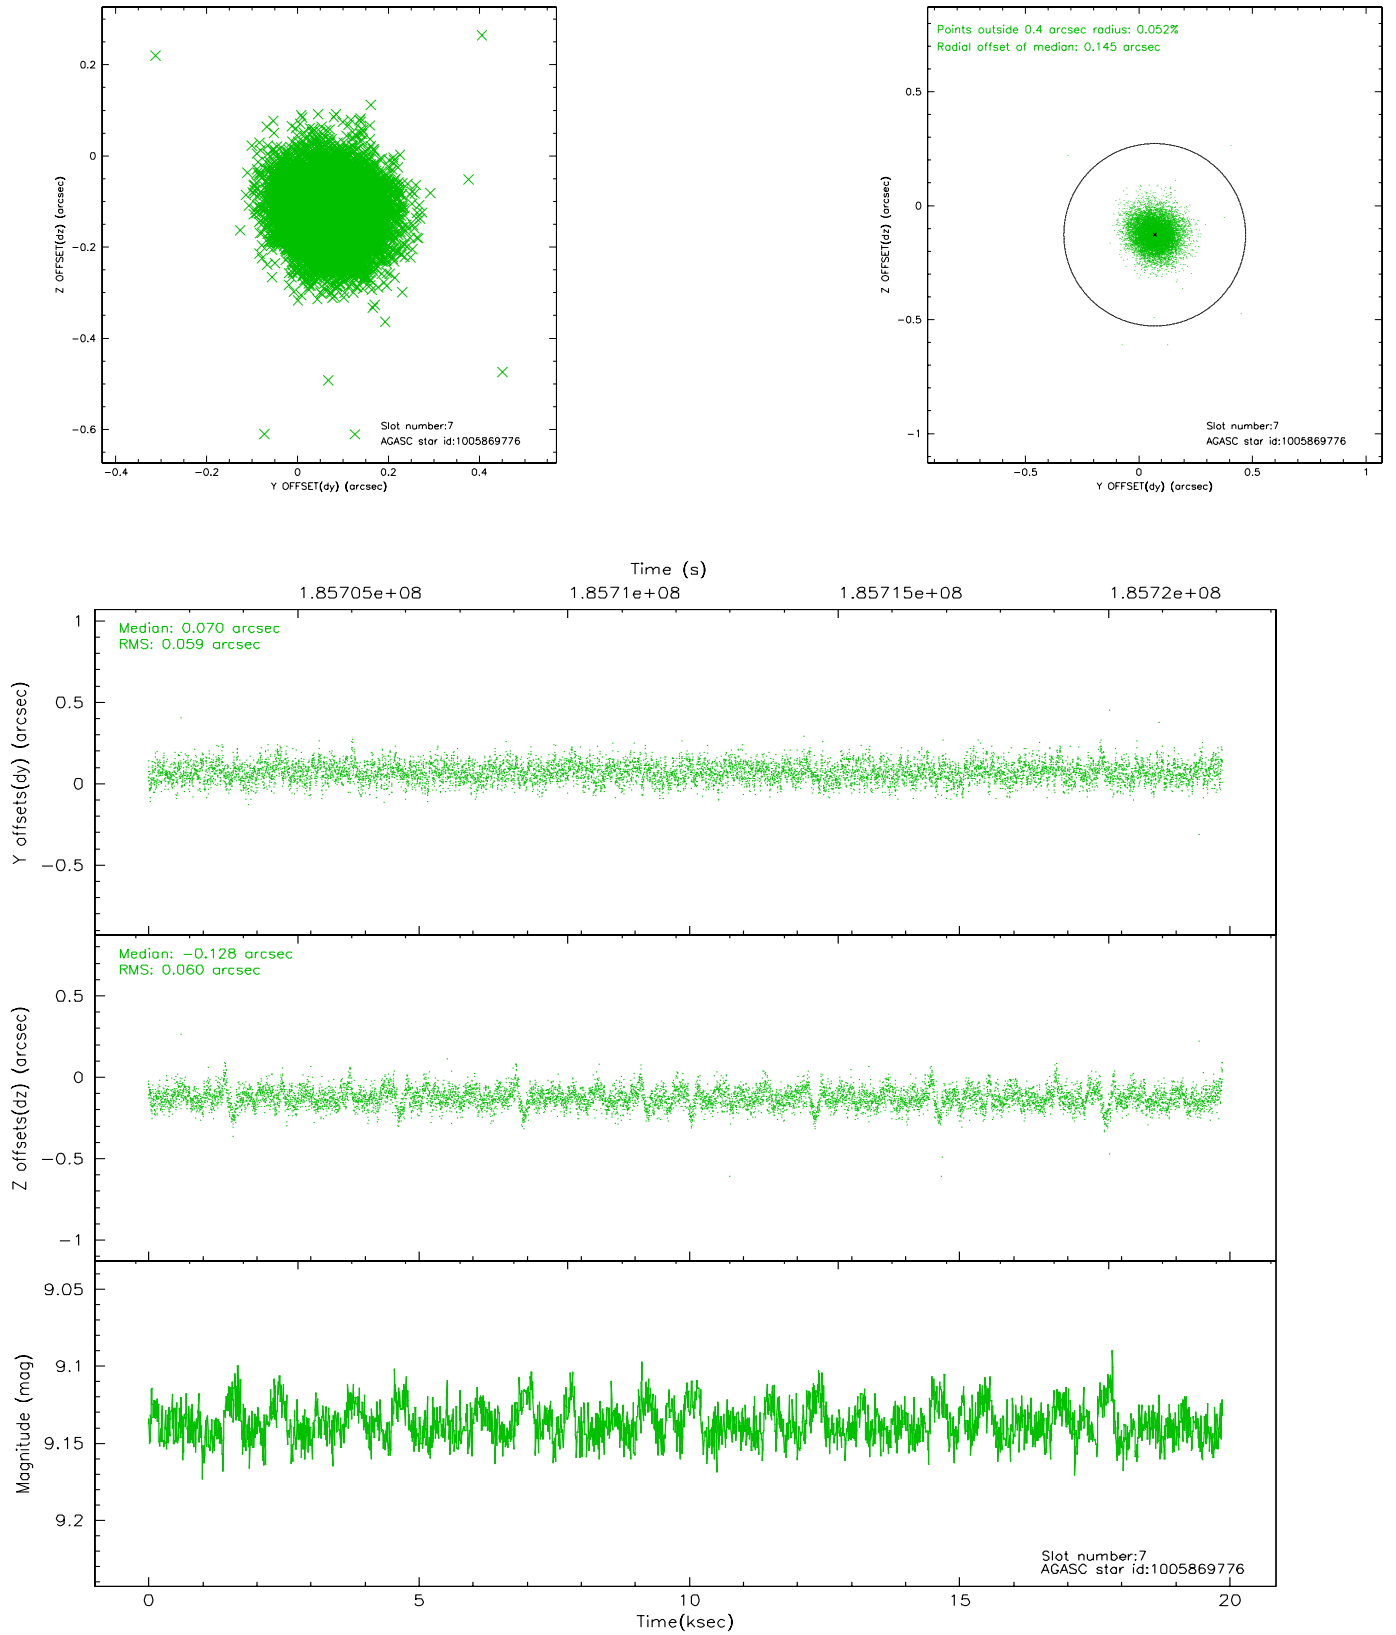 0.2
0
−0.2
−0.4
−0.6
Z OFFSET(dz) (arcsec)
Slot number:7
AGASC star id:1005869776
−0.4
−0.2
0
0.2
0.4
Y OFFSET(dy) (arcsec)
Points outside 0.4 arcsec radius: 0.052%
Radial offset of median: 0.145 arcsec
0.5
0
−0.5
−1
Z OFFSET(dz) (arcsec)
Slot number:7
AGASC star id:1005869776
−0.5
0
0.5
1
Y OFFSET(dy) (arcsec)
Time (s)
1.85705e+08
1.8571e+08
1.85715e+08
1.8572e+08
Median: 0.070 arcsec
RMS: 0.059 arcsec
1
0.5
0
−0.5
Y offsets(dy) (arcsec)
Median: −0.128 arcsec
RMS: 0.060 arcsec
0.5
0
−0.5
−1
Z offsets(dz) (arcsec)
9.05
9.1
9.15
9.2
Magnitude (mag)
Slot number:7
AGASC star id:1005869776
0
5
10
15
20
Time(ksec)